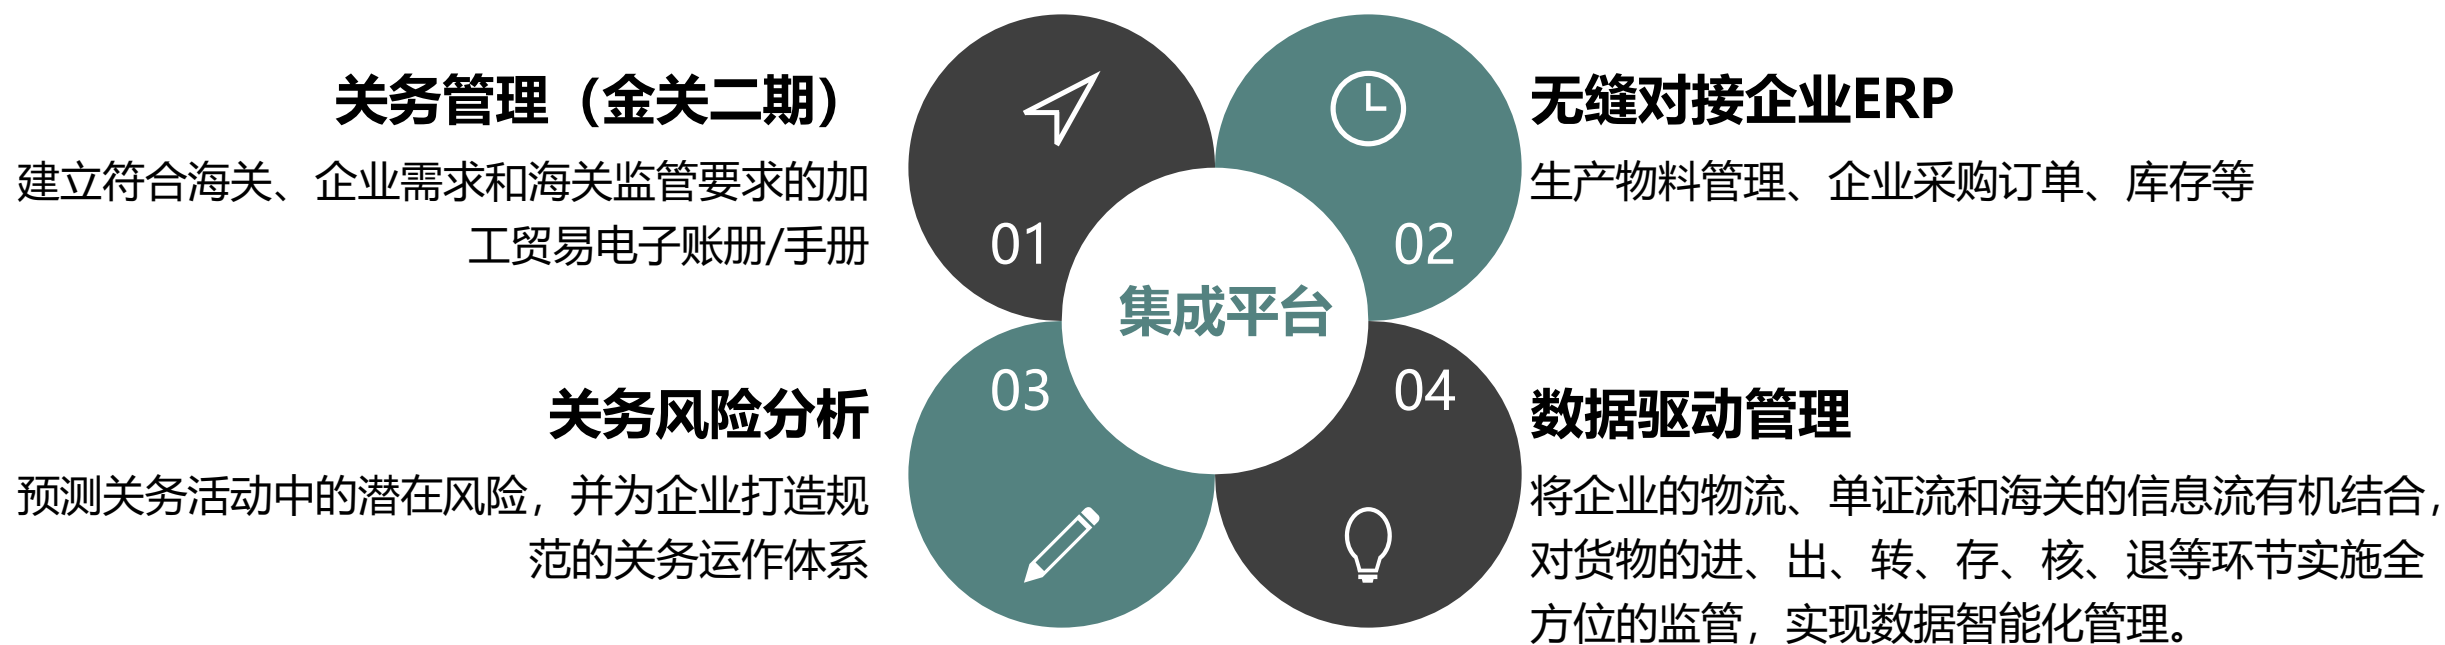 关务管理（金关二期）
建立符合海关、企业需求和海关监管要求的加
工贸易电子账册/手册
01
02
无缝对接企业ERP
生产物料管理、企业采购订单、库存等
集成平台
关务风险分析
预测关务活动中的潜在风险，并为企业打造规
范的关务运作体系
03
04
数据驱动管理
将企业的物流、单证流和海关的信息流有机结合，
对货物的进、出、转、存、核、退等环节实施全
方位的监管，实现数据智能化管理。